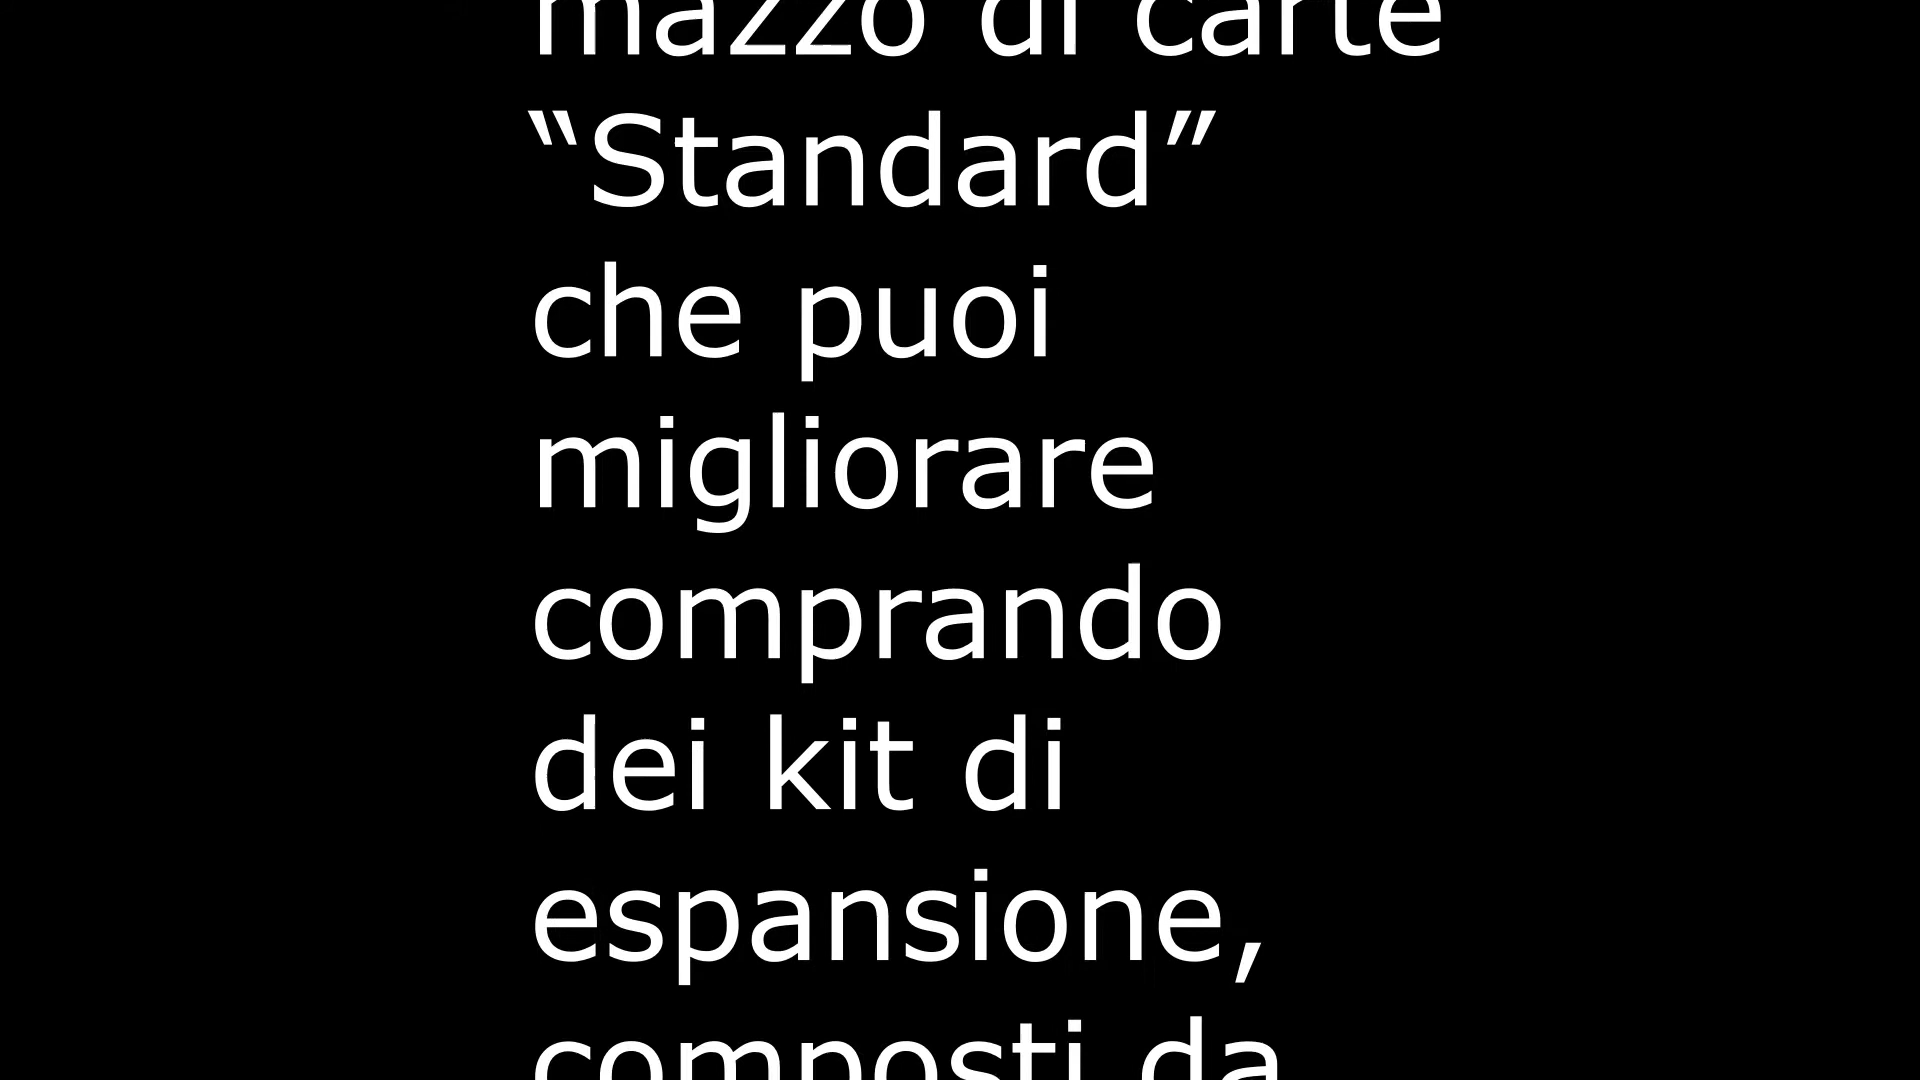 mazzo di carte
“Standard”
che puoi
migliorare
comprando
dei kit di
espansione,
composti da